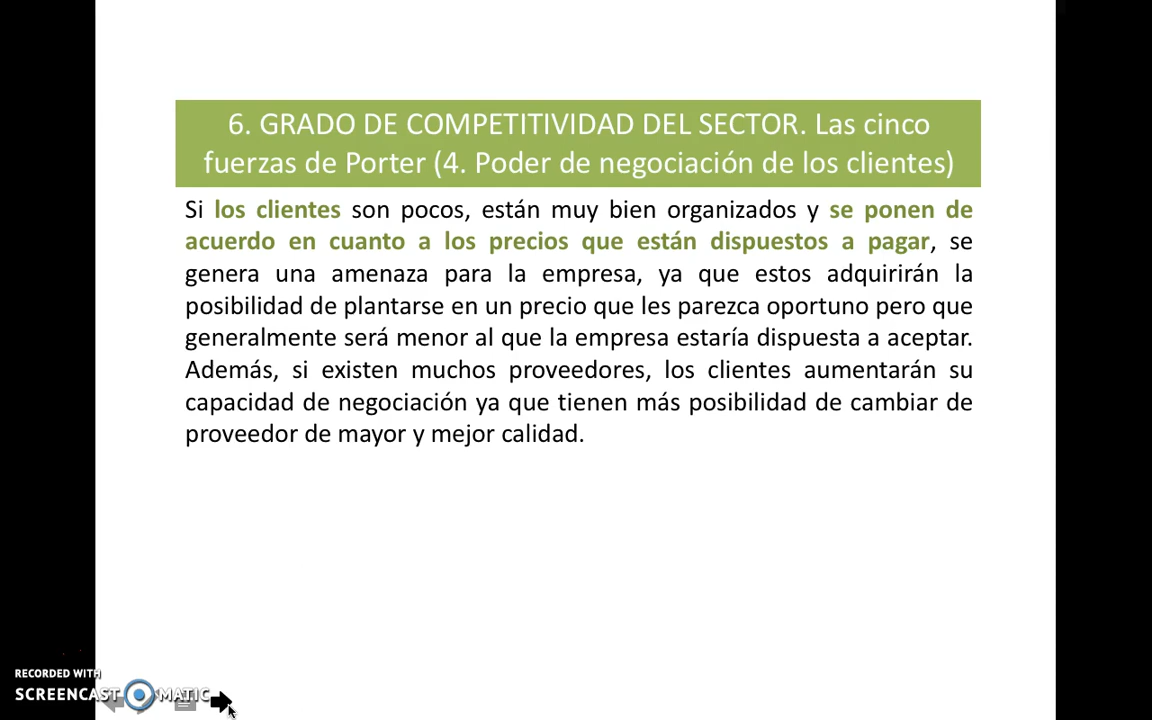 6. GRADO DE COMPETITIVIDAD DEL SECTOR. Las cinco
fuerzas de Porter (4. Poder de negociación de los clientes)
Si los clientes son pocos, están muy bien organizados y se ponen de
acuerdo en cuanto a los precios que están dispuestos a pagar, se
genera una amenaza para la empresa, ya que estos adquirirán la
posibilidad de plantarse en un precio que les parezca oportuno pero que
generalmente será menor al que la empresa estaría dispuesta a aceptar.
Además, si existen muchos proveedores, los clientes aumentarán su
capacidad de negociación ya que tienen más posibilidad de cambiar de
proveedor de mayor y mejor calidad.
RECORDED WITH
SCREENCAST MATIC